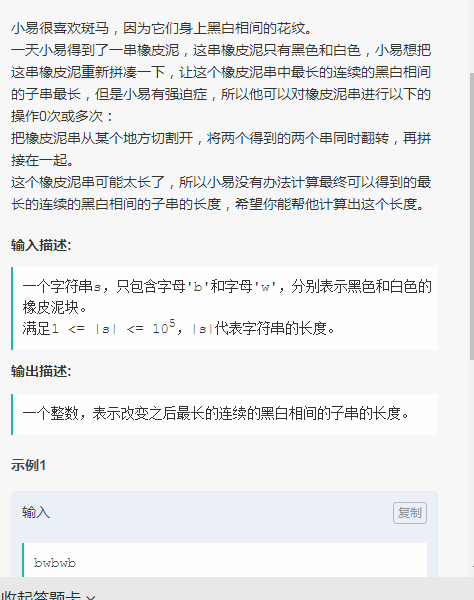 小易很喜欢斑马，因为它们身上黑白相间的花纹。
一天小易得到了一串橡皮泥，这串橡皮泥只有黑色和白色，小易想把
这串橡皮泥重新拼凑一下，让这个橡皮泥串中最长的连续的黑白相间
的子串最长，但是小易有强迫症，所以他可以对橡皮泥串进行以下的
操作0次或多次：
把橡皮泥串从某个地方切割开，将两个得到的两个串同时翻转，再拼
接在一起。
这个橡皮泥串可能太长了，所以小易没有办法计算最终可以得到的最
长的连续的黑白相间的子串的长度，希望你能帮他计算出这个长度。
输入描述:
一个字符串s，只包含字母'b'和字母'w'，分别表示黑色和白色的
橡皮泥块。
满足1 <= |s| <= 10^5，|s|代表字符串的长度。
输出描述:
一个整数，表示改变之后最长的连续的黑白相间的子串的长度。
示例1
输入
复制
bwbwb
收起答题卡